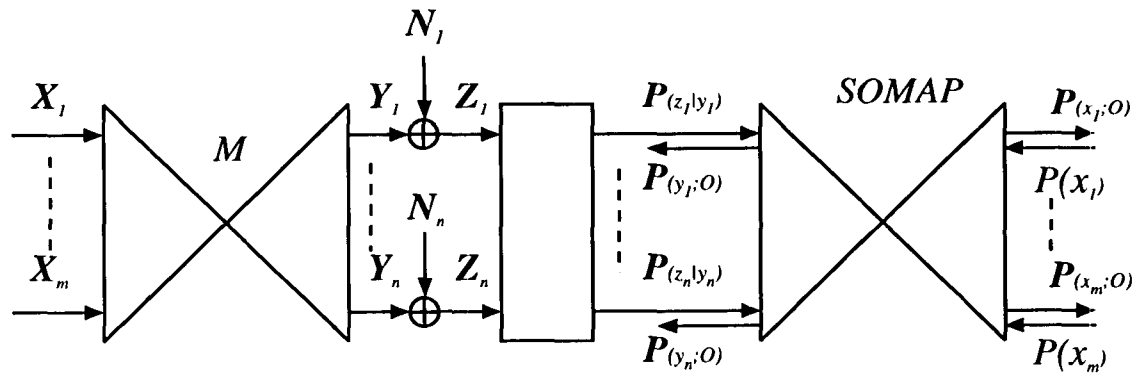 N₁
X₁ Y₁ Z₁ P(z₁|y₁) SOMAP P(x₁;O)
M
P(y₁;O) P(x₁)
Nₙ
Xₘ Yₙ Zₙ P(zₙ|yₙ) P(xₘ;O)
P(yₙ;O) P(xₘ)